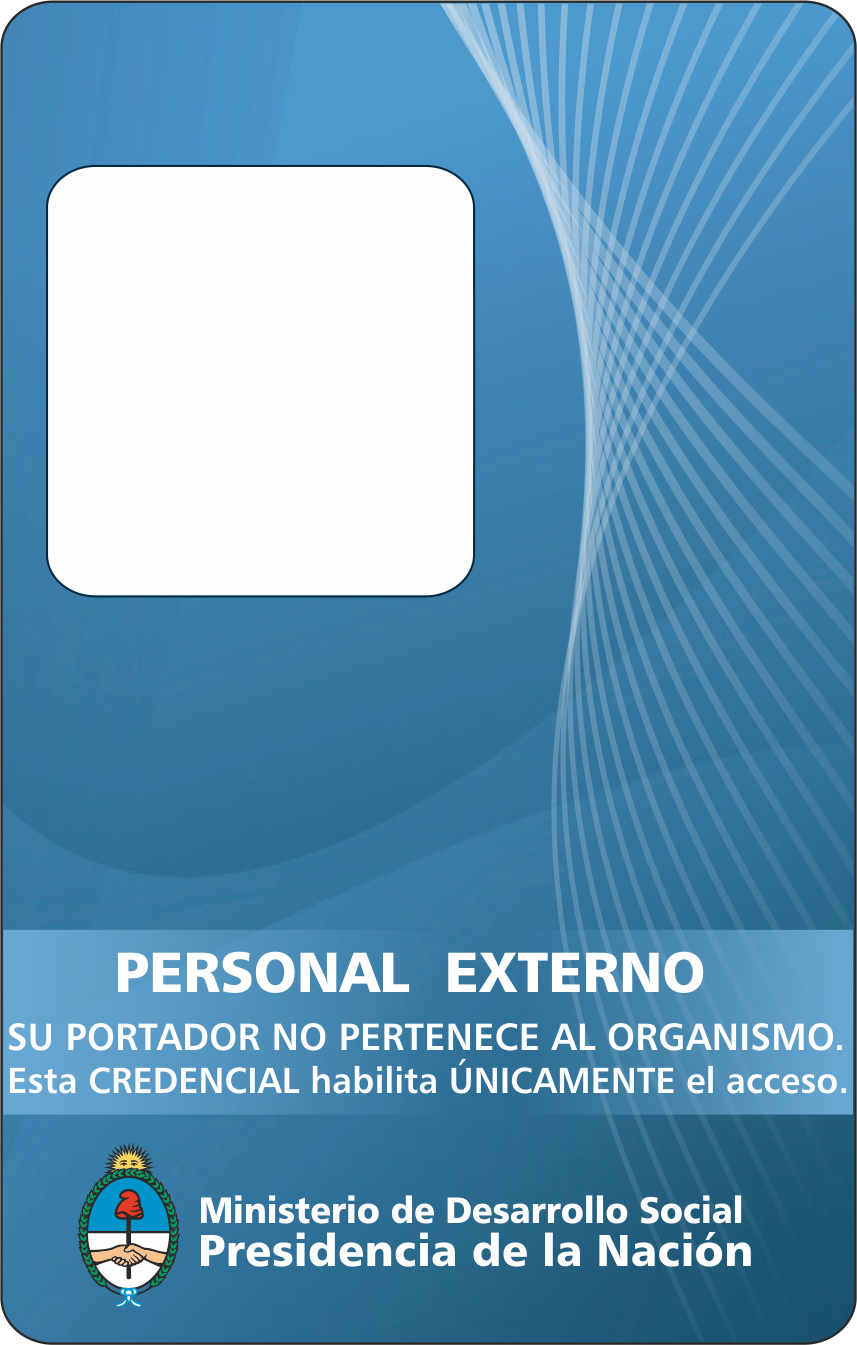 PERSONAL EXTERNO
SU PORTADOR NO PERTENECE AL ORGANISMO.
Esta CREDENCIAL habilita ÚNICAMENTE el acceso.
Ministerio de Desarrollo Social
Presidencia de la Nación